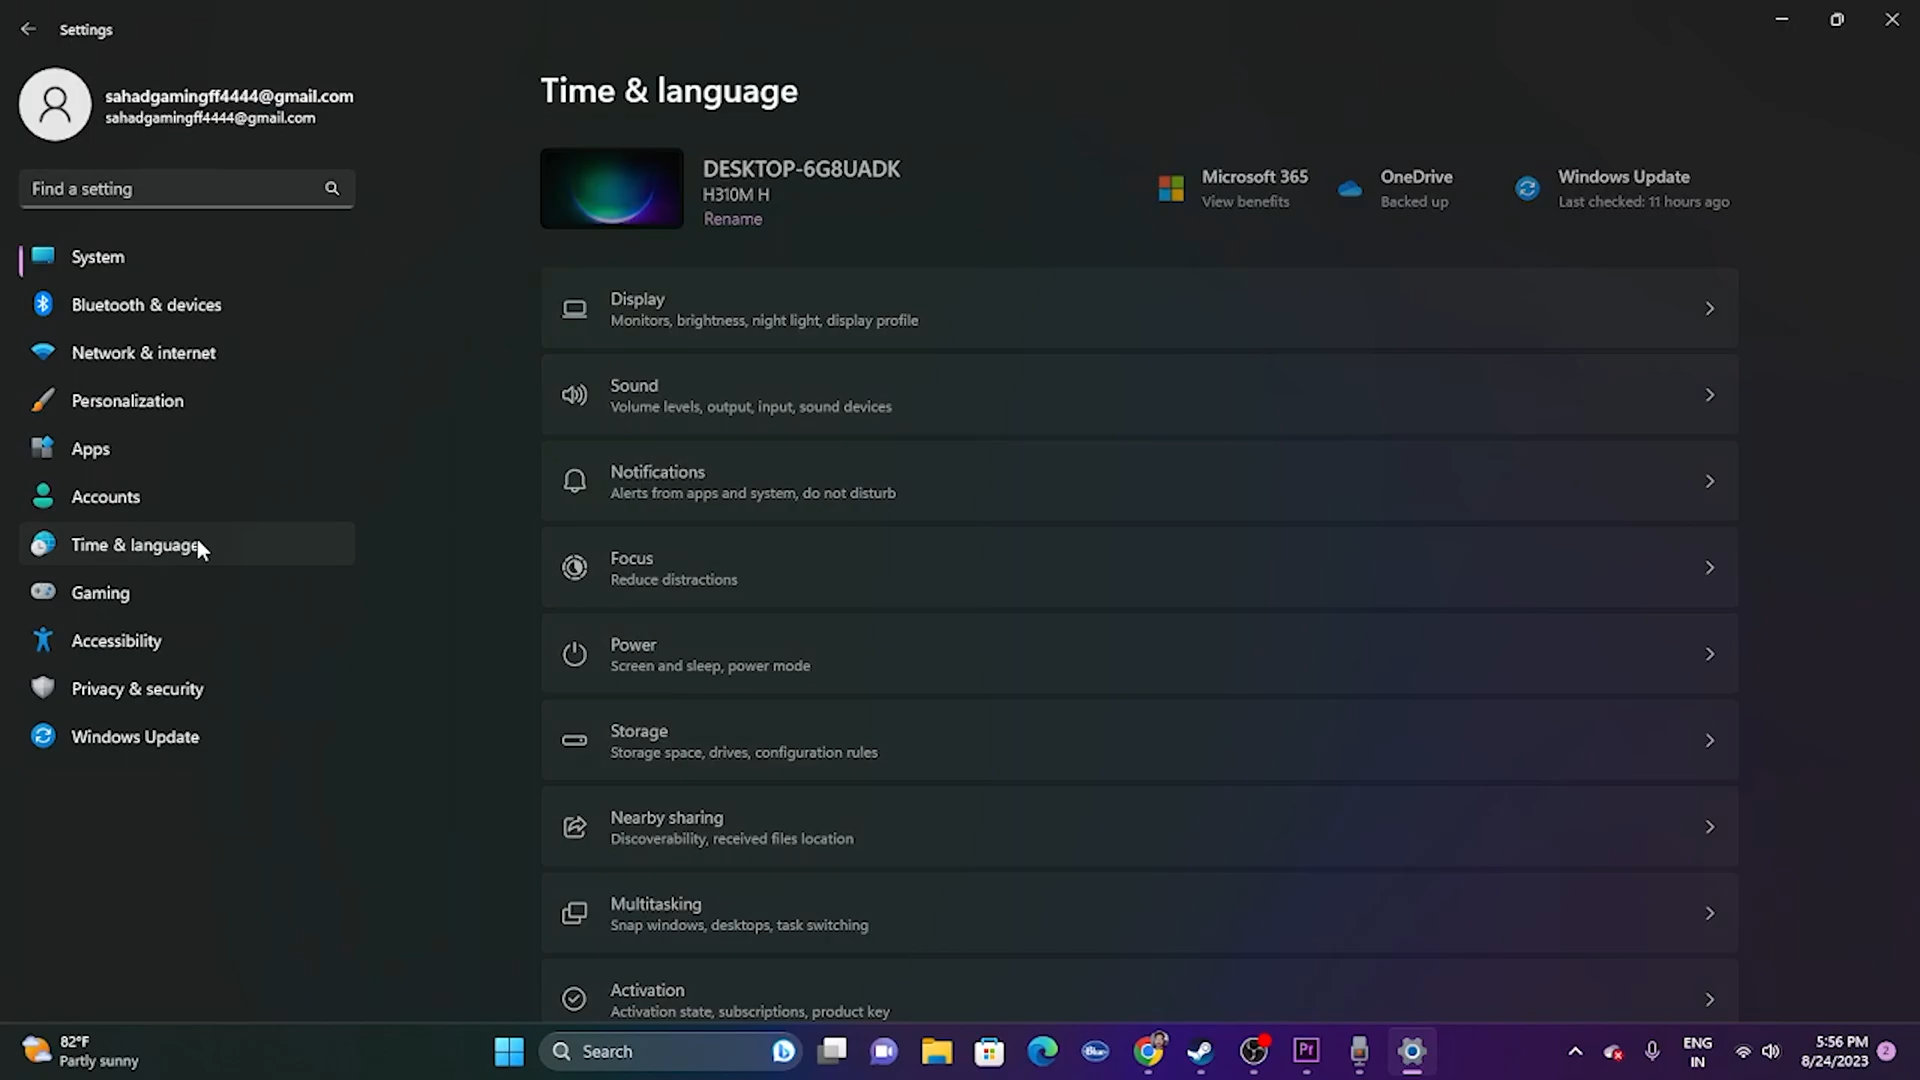 Settings
sahadgamingff4444@gmail.com
sahadgamingff4444@gmail.com
Find a setting
System
Bluetooth & devices
Network & internet
Personalization
Apps
Accounts
Time & language
Gaming
Accessibility
Privacy & security
Windows Update
Time & language
DESKTOP-6G8UADK
H310M H
Rename
Microsoft 365
View benefits
OneDrive
Backed up
Windows Update
Last checked: 11 hours ago
Display
Monitors, brightness, night light, display profile
Sound
Volume levels, output, input, sound devices
Notifications
Alerts from apps and system, do not disturb
Focus
Reduce distractions
Power
Screen and sleep, power mode
Storage
Storage space, drives, configuration rules
Nearby sharing
Discoverability, received files location
Multitasking
Snap windows, desktops, task switching
Activation
Activation state, subscriptions, product key
82°F
Partly sunny
Search
Blue
Pr
ENG
IN
5:56 PM
8/24/2023
2